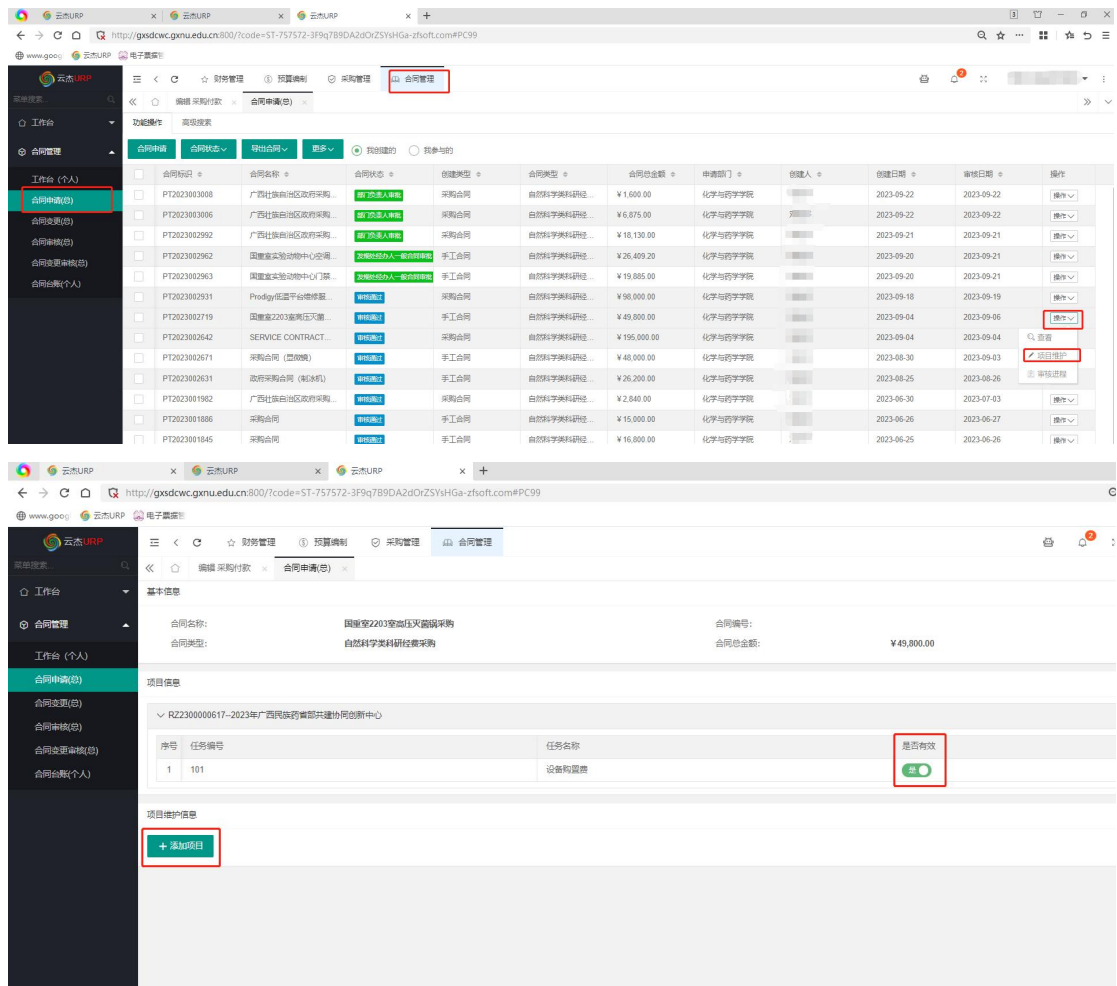 云杰URP 云杰URP 云杰URP
http://gxsdcwc.gxnu.edu.cn:800/?code=ST-757572-3F9q7B9DA2dOrZSYsHGa-zfsoft.com#PC99
www.goog 云杰URP 电子票据
云杰URP 财务管理 预算编制 采购管理 合同管理 2
菜单搜索... 编辑 采购付款 合同申请(总)
工作台 功能操作 高级搜索
合同管理 合同申请 合同状态 导出合同 更多 我创建的 我参与的
工作台 (个人)
合同申请(总)
合同变更(总)
合同审核(总)
合同变更审核(总)
合同台账(个人)
合同标识 合同名称 合同状态 创建类型 合同类型 合同总金额 申请部门 创建人 创建日期 审核日期 操作
PT2023003008 广西壮族自治区政府采购... 部门负责人审批 采购合同 自然科学类科研经... ￥1,600.00 化学与药学学院 2023-09-22 2023-09-22 操作
PT2023003006 广西壮族自治区政府采购... 部门负责人审批 采购合同 自然科学类科研经... ￥6,875.00 化学与药学学院 2023-09-22 2023-09-22 操作
PT2023002992 广西壮族自治区政府采购... 部门负责人审批 采购合同 自然科学类科研经... ￥18,130.00 化学与药学学院 2023-09-21 2023-09-21 操作
PT2023002962 国重室实验动物中心空调... 发规处经办人一般合同审批 手工合同 自然科学类科研经... ￥26,409.20 化学与药学学院 2023-09-20 2023-09-21 操作
PT2023002963 国重室实验动物中心门禁... 发规处经办人一般合同审批 手工合同 自然科学类科研经... ￥19,885.00 化学与药学学院 2023-09-20 2023-09-21 操作
PT2023002931 Prodigy低温平台维修服... 审核通过 采购合同 自然科学类科研经... ￥98,000.00 化学与药学学院 2023-09-18 2023-09-19 操作
PT2023002719 国重室2203室高压灭菌... 审核通过 手工合同 自然科学类科研经... ￥49,800.00 化学与药学学院 2023-09-04 2023-09-06 操作
PT2023002642 SERVICE CONTRACT... 审核通过 采购合同 自然科学类科研经... ￥195,000.00 化学与药学学院 2023-09-04 2023-09-04 查看
PT2023002671 采购合同 (显微镜) 审核通过 手工合同 自然科学类科研经... ￥48,000.00 化学与药学学院 2023-08-30 2023-09-03 项目维护
PT2023002631 政府采购合同 (制冰机) 审核通过 手工合同 自然科学类科研经... ￥26,200.00 化学与药学学院 2023-08-25 2023-08-26 审核进程
PT2023001982 广西壮族自治区政府采购... 审核通过 采购合同 自然科学类科研经... ￥2,840.00 化学与药学学院 2023-06-30 2023-07-03 操作
PT2023001886 采购合同 审核通过 手工合同 自然科学类科研经... ￥15,000.00 化学与药学学院 2023-06-26 2023-06-27 操作
PT2023001845 采购合同 审核通过 手工合同 自然科学类科研经... ￥16,800.00 化学与药学学院 2023-06-25 2023-06-26 操作
云杰URP 云杰URP 云杰URP
http://gxsdcwc.gxnu.edu.cn:800/?code=ST-757572-3F9q7B9DA2dOrZSYsHGa-zfsoft.com#PC99
www.goog 云杰URP 电子票据
云杰URP 财务管理 预算编制 采购管理 合同管理 2
菜单搜索... 编辑 采购付款 合同申请(总)
工作台
合同管理
工作台 (个人)
合同申请(总)
合同变更(总)
合同审核(总)
合同变更审核(总)
合同台账(个人)
基本信息
合同名称: 国重室2203室高压灭菌锅采购 合同编号:
合同类型: 自然科学类科研经费采购 合同总金额: ￥49,800.00
项目信息
RZ2300000617--2023年广西民族药省部共建协同创新中心
序号 任务编号 任务名称 是否有效
1 101 设备购置费 是
项目维护信息
+ 添加项目